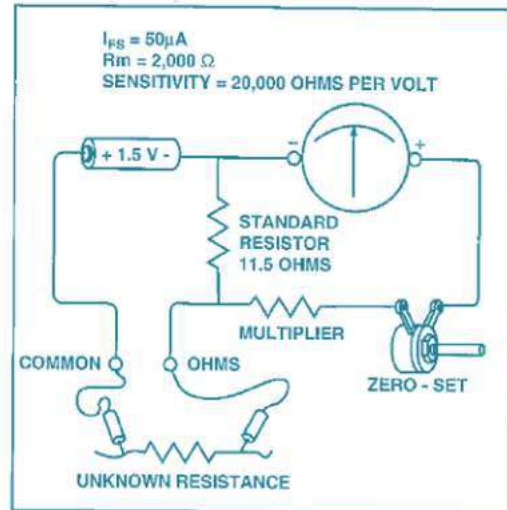 I_FS = 50µA
Rm = 2,000 Ω
SENSITIVITY = 20,000 OHMS PER VOLT
+ 1.5 V -
- +
STANDARD
RESISTOR
11.5 OHMS
MULTIPLIER
COMMON OHMS
ZERO - SET
UNKNOWN RESISTANCE